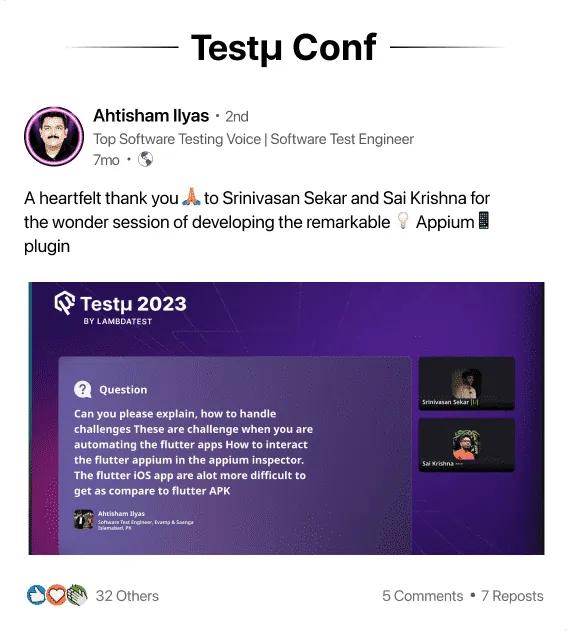 Testμ Conf
Ahtisham Ilyas • 2nd
Top Software Testing Voice | Software Test Engineer
7mo •
A heartfelt thank you 🙏 to Srinivasan Sekar and Sai Krishna for
the wonder session of developing the remarkable 💡 Appium📱
plugin
Testμ 2023
BY LAMBDATEST
Question
Can you please explain, how to handle
challenges These are challenge when you are
automating the flutter apps How to interact
the flutter appium in the appium inspector.
The flutter iOS app are alot more difficult to
get as compare to flutter APK
Ahtisham Ilyas
Software Test Engineer, Evamp & Saanga
Islamabad, PK
Srinivasan Sekar
Sai Krishna
32 Others
5 Comments • 7 Reposts